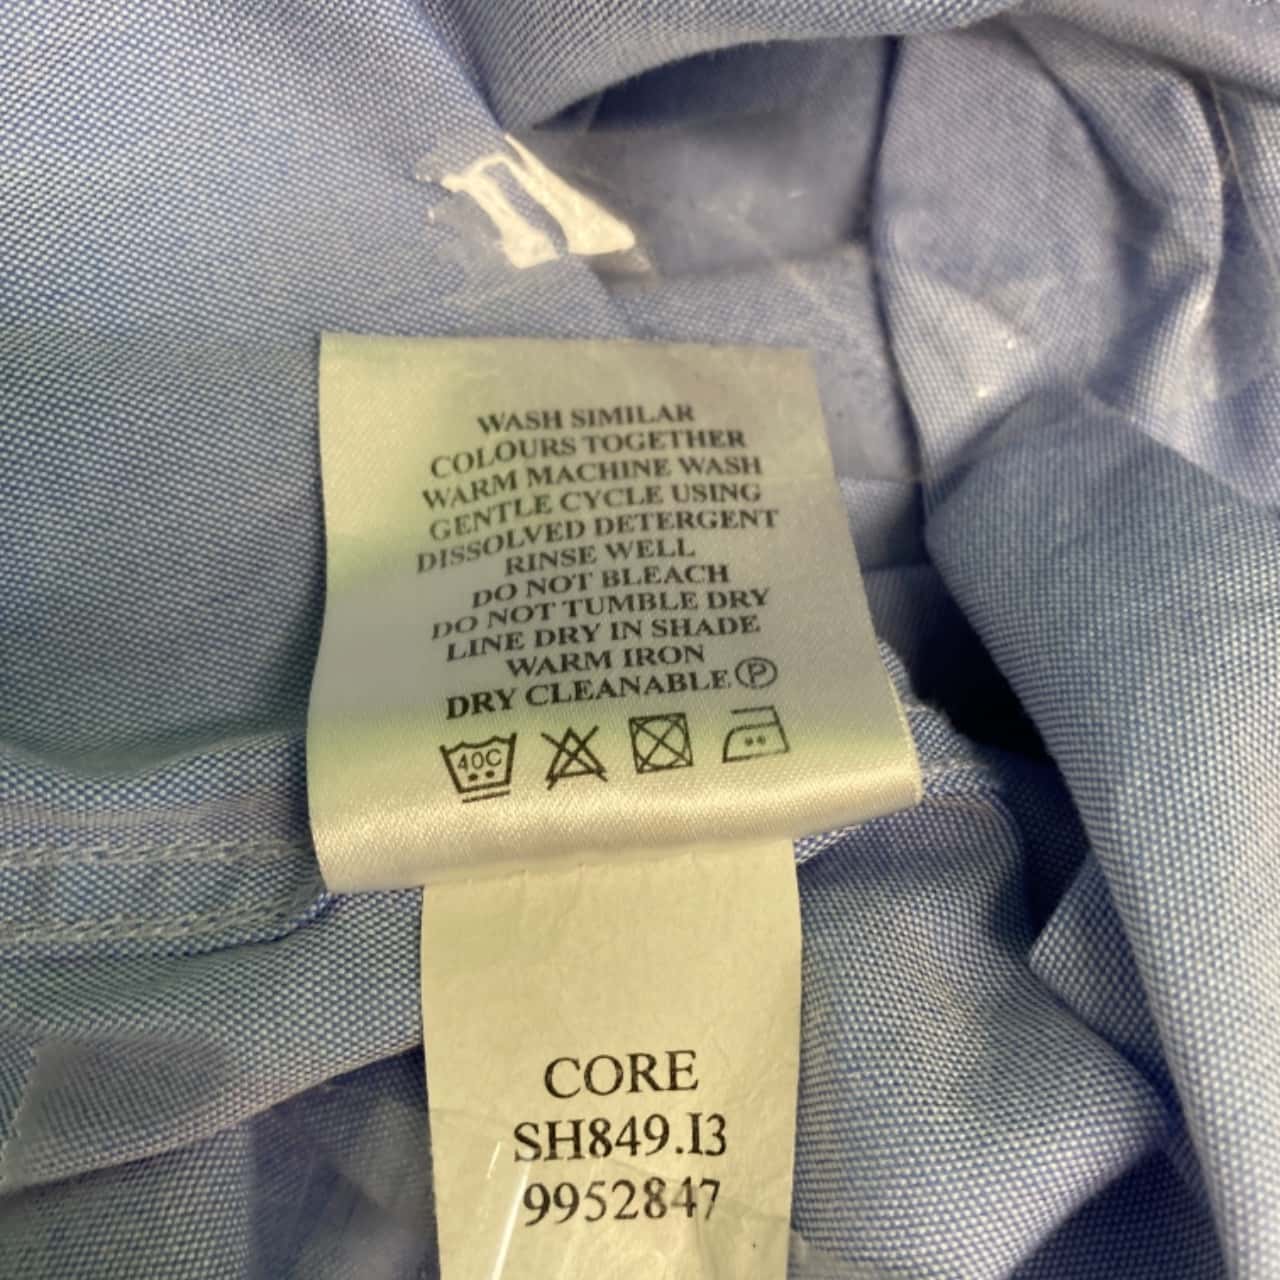 WASH SIMILAR
COLOURS TOGETHER
WARM MACHINE WASH
GENTLE CYCLE USING
DISSOLVED DETERGENT
RINSE WELL
DO NOT BLEACH
DO NOT TUMBLE DRY
LINE DRY IN SHADE
WARM IRON
DRY CLEANABLE Ⓟ
40C
CORE
SH849.I3
9952847